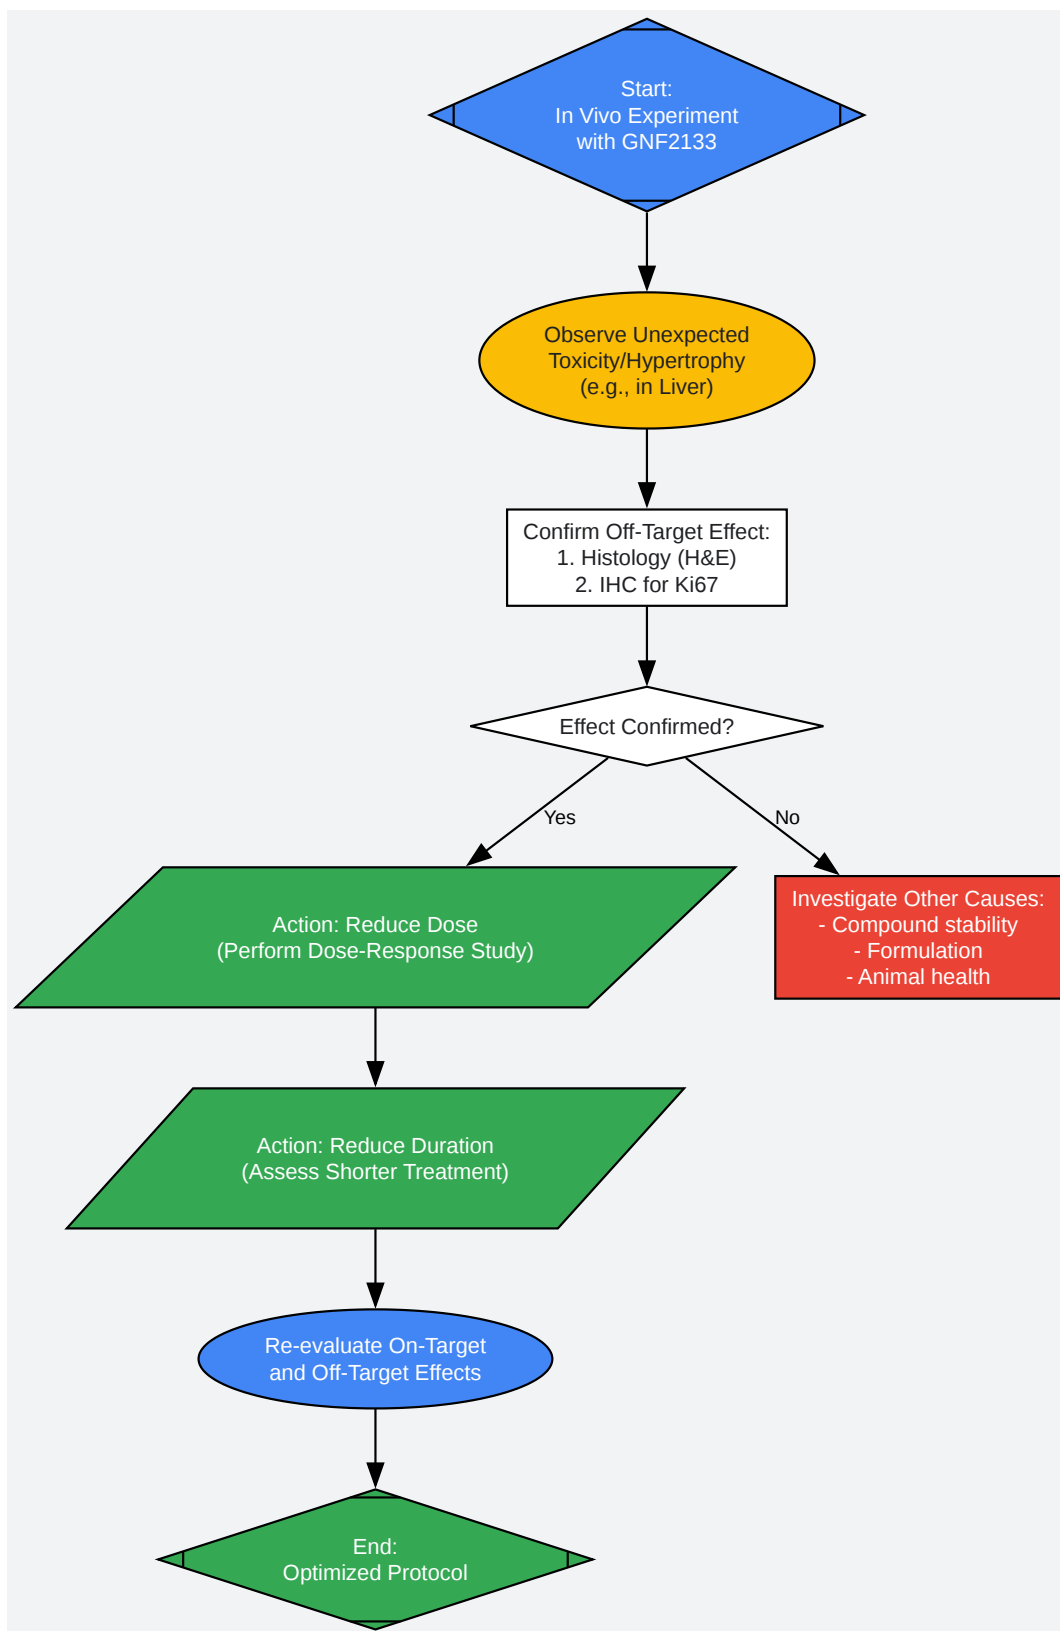 Start:
In Vivo Experiment
with GNF2133
Observe Unexpected
Toxicity/Hypertrophy
(e.g., in Liver)
Confirm Off-Target Effect:
1. Histology (H&E)
2. IHC for Ki67
Effect Confirmed?
Yes
No
Action: Reduce Dose
(Perform Dose-Response Study)
Investigate Other Causes:
- Compound stability
- Formulation
- Animal health
Action: Reduce Duration
(Assess Shorter Treatment)
Re-evaluate On-Target
and Off-Target Effects
End:
Optimized Protocol